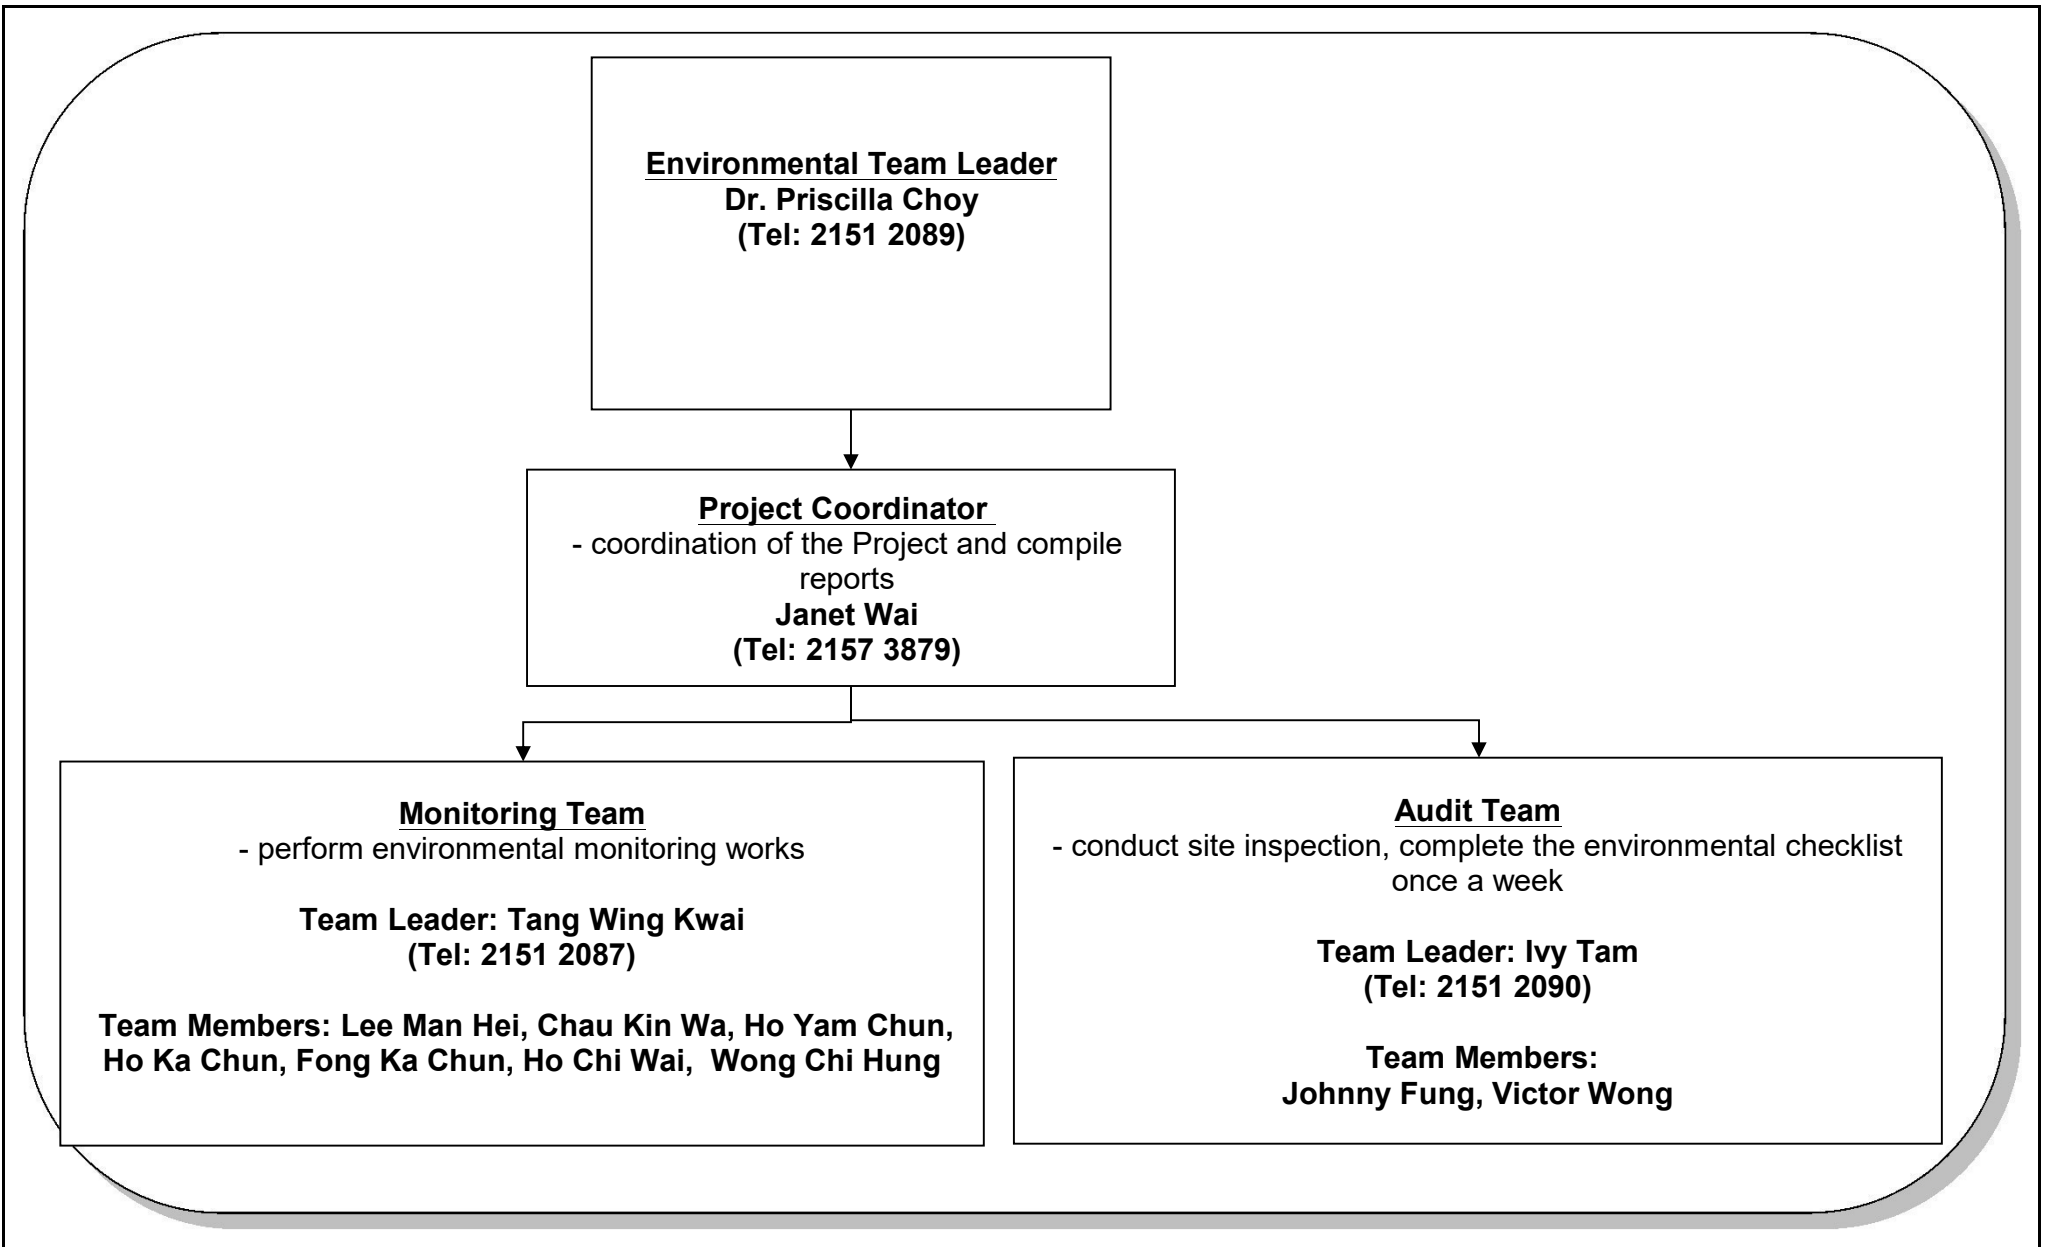 Environmental Team Leader
Dr. Priscilla Choy
(Tel: 2151 2089)
Project Coordinator
- coordination of the Project and compile
reports
Janet Wai
(Tel: 2157 3879)
Monitoring Team
- perform environmental monitoring works
Team Leader: Tang Wing Kwai
(Tel: 2151 2087)
Team Members: Lee Man Hei, Chau Kin Wa, Ho Yam Chun,
Ho Ka Chun, Fong Ka Chun, Ho Chi Wai,  Wong Chi Hung
Audit Team
- conduct site inspection, complete the environmental checklist
once a week
Team Leader: Ivy Tam
(Tel: 2151 2090)
Team Members:
Johnny Fung, Victor Wong